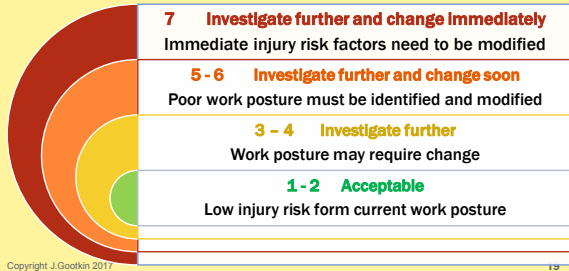 7 Investigate further and change immediately
Immediate injury risk factors need to be modified
5 - 6 Investigate further and change soon
Poor work posture must be identified and modified
3 – 4 Investigate further
Work posture may require change
1 - 2 Acceptable
Low injury risk form current work posture
Copyright J.Gootkin 2017
19